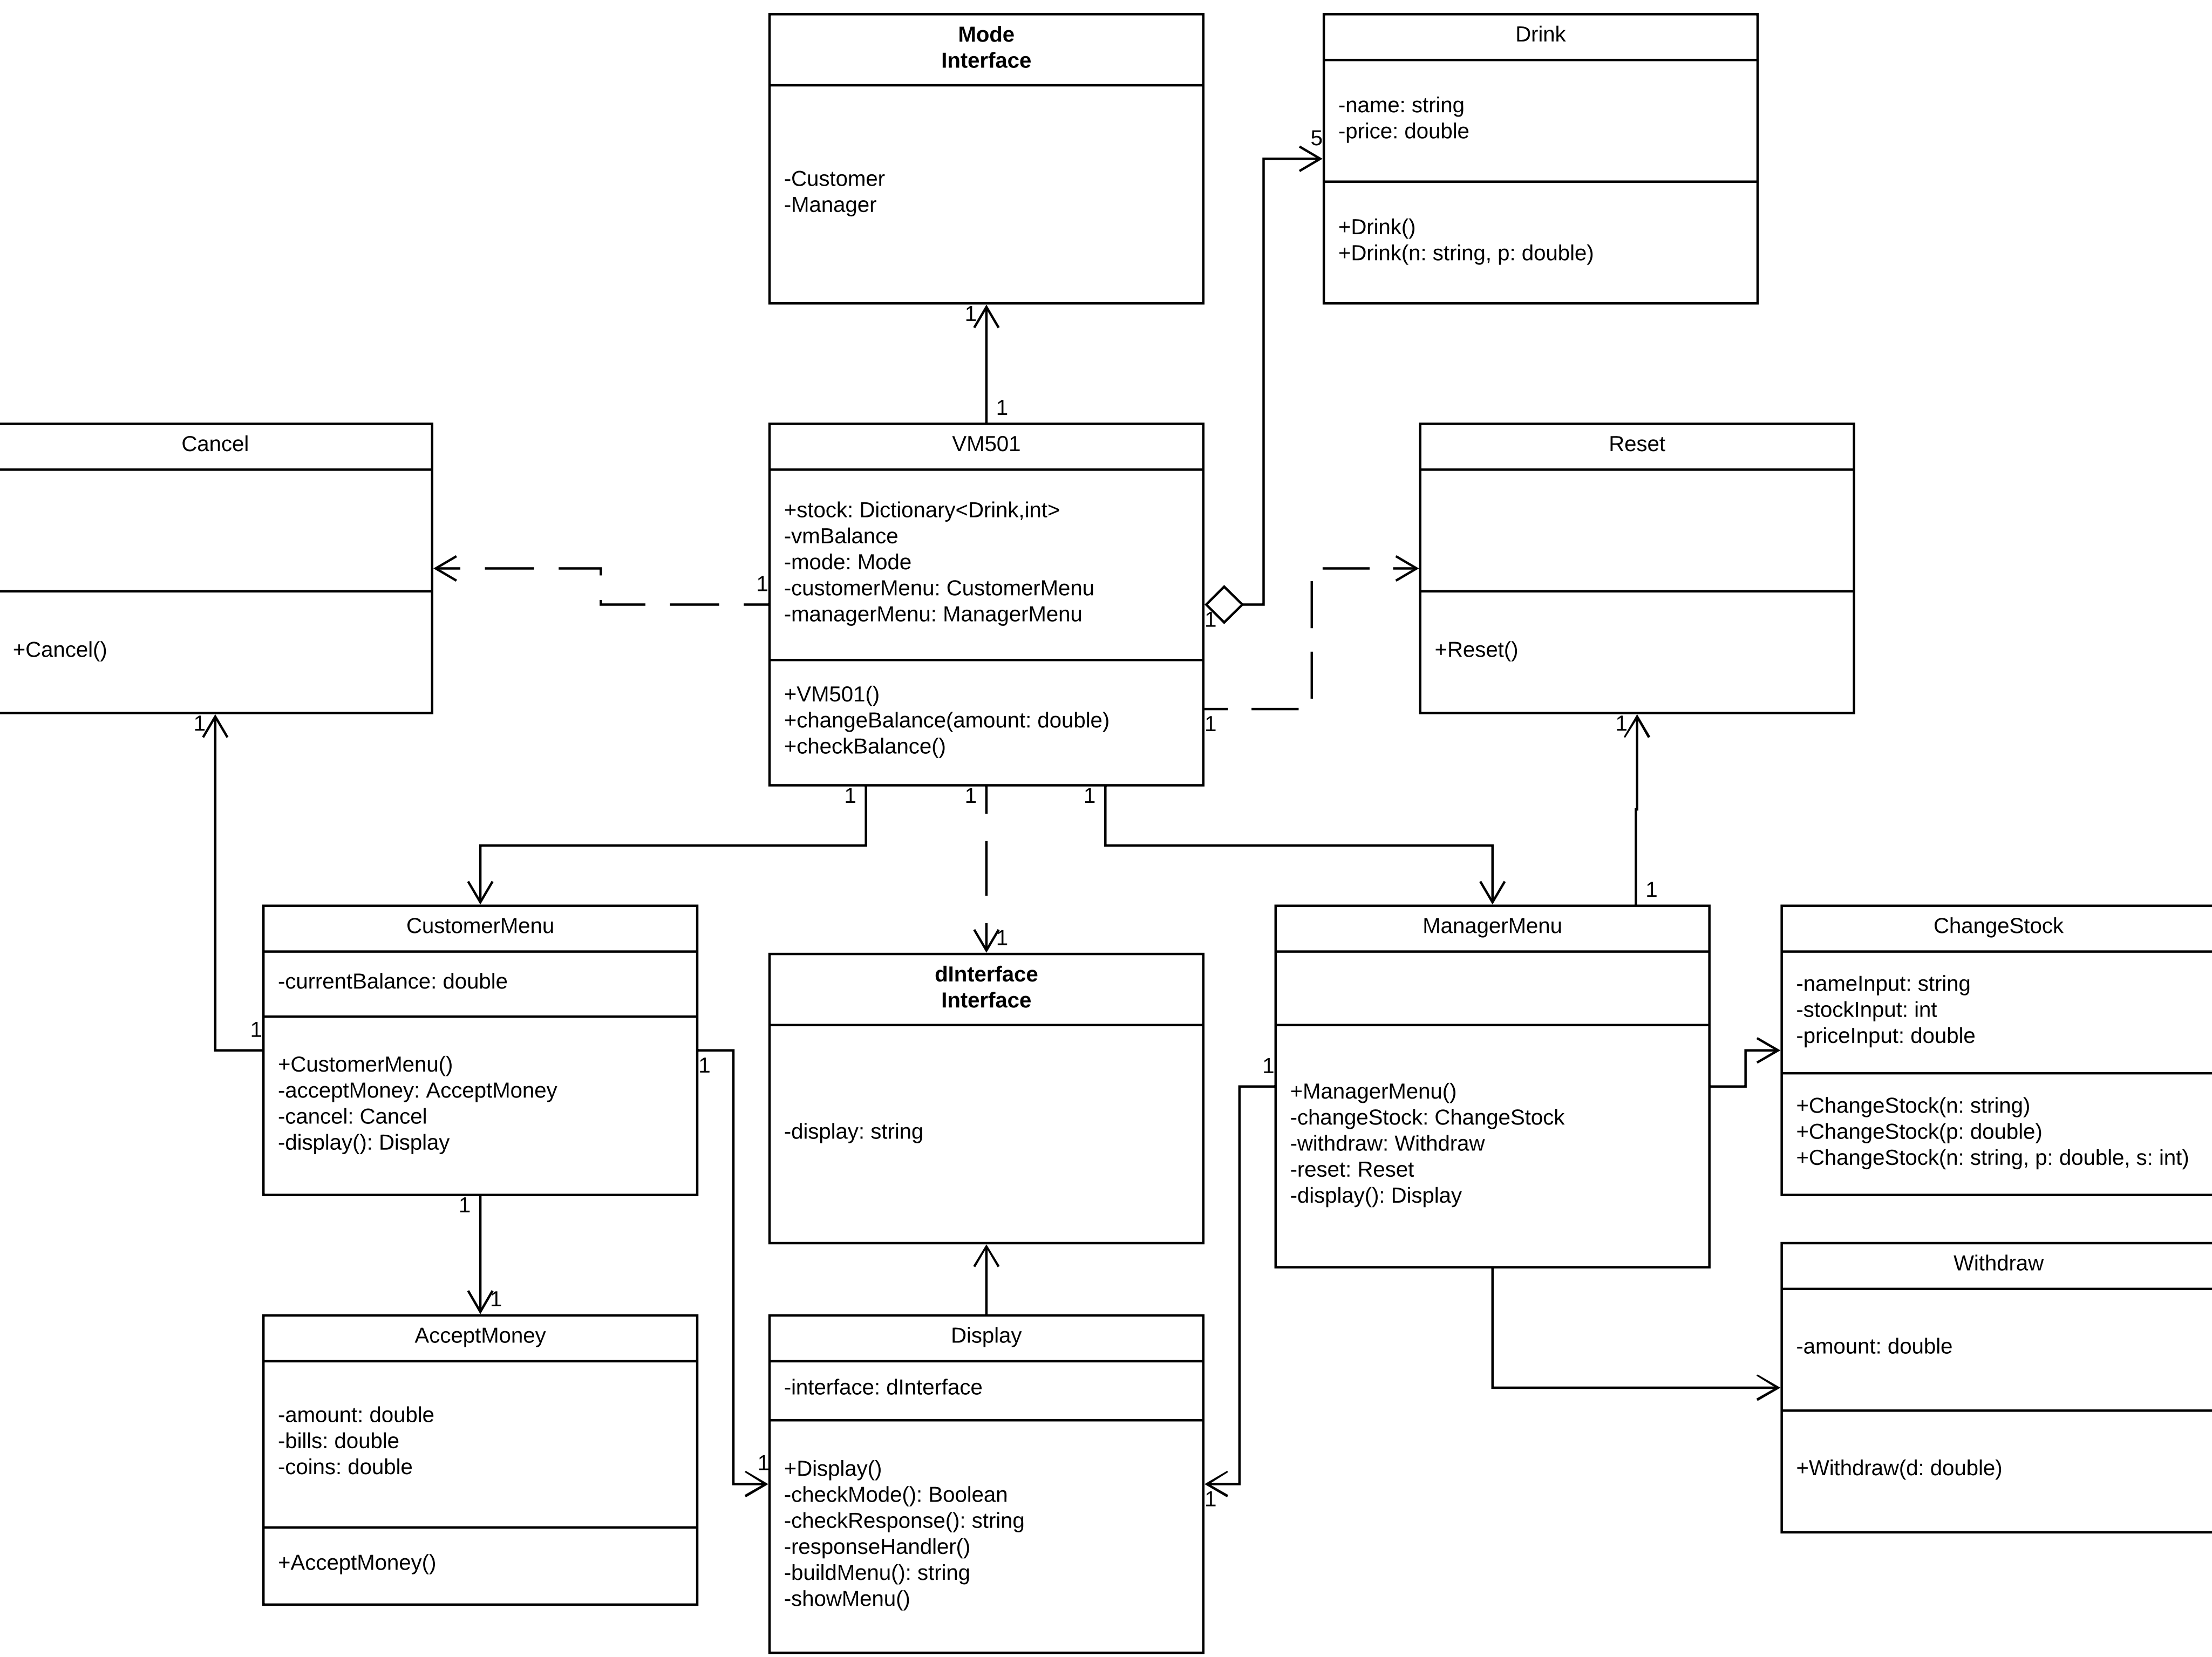 Mode
Interface
-Customer
-Manager
Drink
-name: string
-price: double
+Drink()
+Drink(n: string, p: double)
5
1
1
Cancel
+Cancel()
1
VM501
+stock: Dictionary<Drink,int>
-vmBalance
-mode: Mode
-customerMenu: CustomerMenu
-managerMenu: ManagerMenu
+VM501()
+changeBalance(amount: double)
+checkBalance()
1
1
1
1
1
1
Reset
+Reset()
1
1
CustomerMenu
-currentBalance: double
+CustomerMenu()
-acceptMoney: AcceptMoney
-cancel: Cancel
-display(): Display
1
1
1
1
dInterface
Interface
-display: string
1
ManagerMenu
+ManagerMenu()
-changeStock: ChangeStock
-withdraw: Withdraw
-reset: Reset
-display(): Display
1
ChangeStock
-nameInput: string
-stockInput: int
-priceInput: double
+ChangeStock(n: string)
+ChangeStock(p: double)
+ChangeStock(n: string, p: double, s: int)
Withdraw
-amount: double
+Withdraw(d: double)
1
AcceptMoney
-amount: double
-bills: double
-coins: double
+AcceptMoney()
Display
-interface: dInterface
+Display()
-checkMode(): Boolean
-checkResponse(): string
-responseHandler()
-buildMenu(): string
-showMenu()
1
1